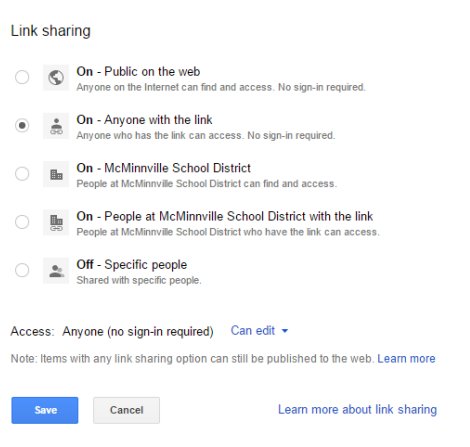 Link sharing
On - Public on the web
Anyone on the Internet can find and access. No sign-in required.
On - Anyone with the link
Anyone who has the link can access. No sign-in required.
On - McMinnville School District
People at McMinnville School District can find and access.
On - People at McMinnville School District with the link
People at McMinnville School District who have the link can access.
Off - Specific people
Shared with specific people.
Access: Anyone (no sign-in required) Can edit
Note: Items with any link sharing option can still be published to the web. Learn more
Save Cancel Learn more about link sharing